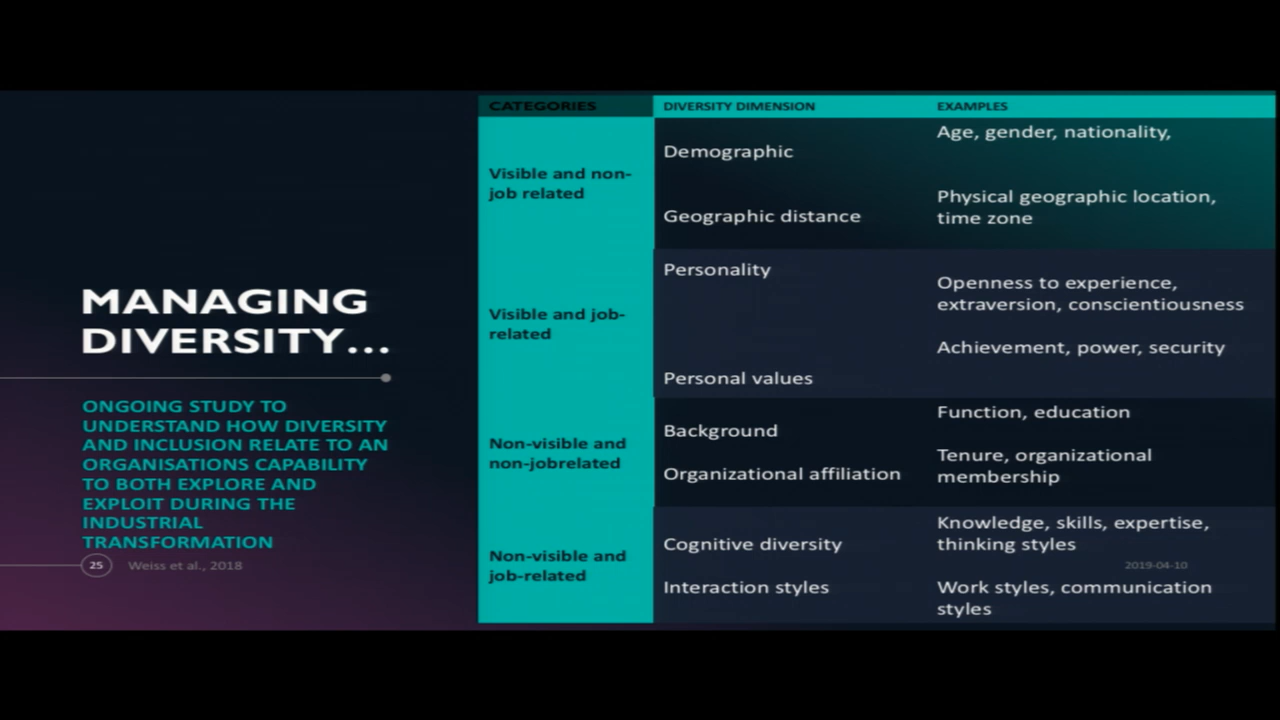 MANAGING
DIVERSITY...
ONGOING STUDY TO
UNDERSTAND HOW DIVERSITY
AND INCLUSION RELATE TO AN
ORGANISATIONS CAPABILITY
TO BOTH EXPLORE AND
EXPLOIT DURING THE
INDUSTRIAL
TRANSFORMATION
25 Weiss et al., 2018
CATEGORIES DIVERSITY DIMENSION EXAMPLES
Visible and non-
job related
Demographic
Age, gender, nationality,
Geographic distance
Physical geographic location,
time zone
Visible and job-
related
Personality
Openness to experience,
extraversion, conscientiousness
Personal values
Achievement, power, security
Non-visible and
non-jobrelated
Background
Function, education
Organizational affiliation
Tenure, organizational
membership
Non-visible and
job-related
Cognitive diversity
Knowledge, skills, expertise,
thinking styles
Interaction styles
Work styles, communication
styles
2019-04-10